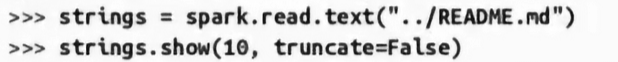 >>> strings = spark.read.text("../README.md")
>>> strings.show(10, truncate=False)